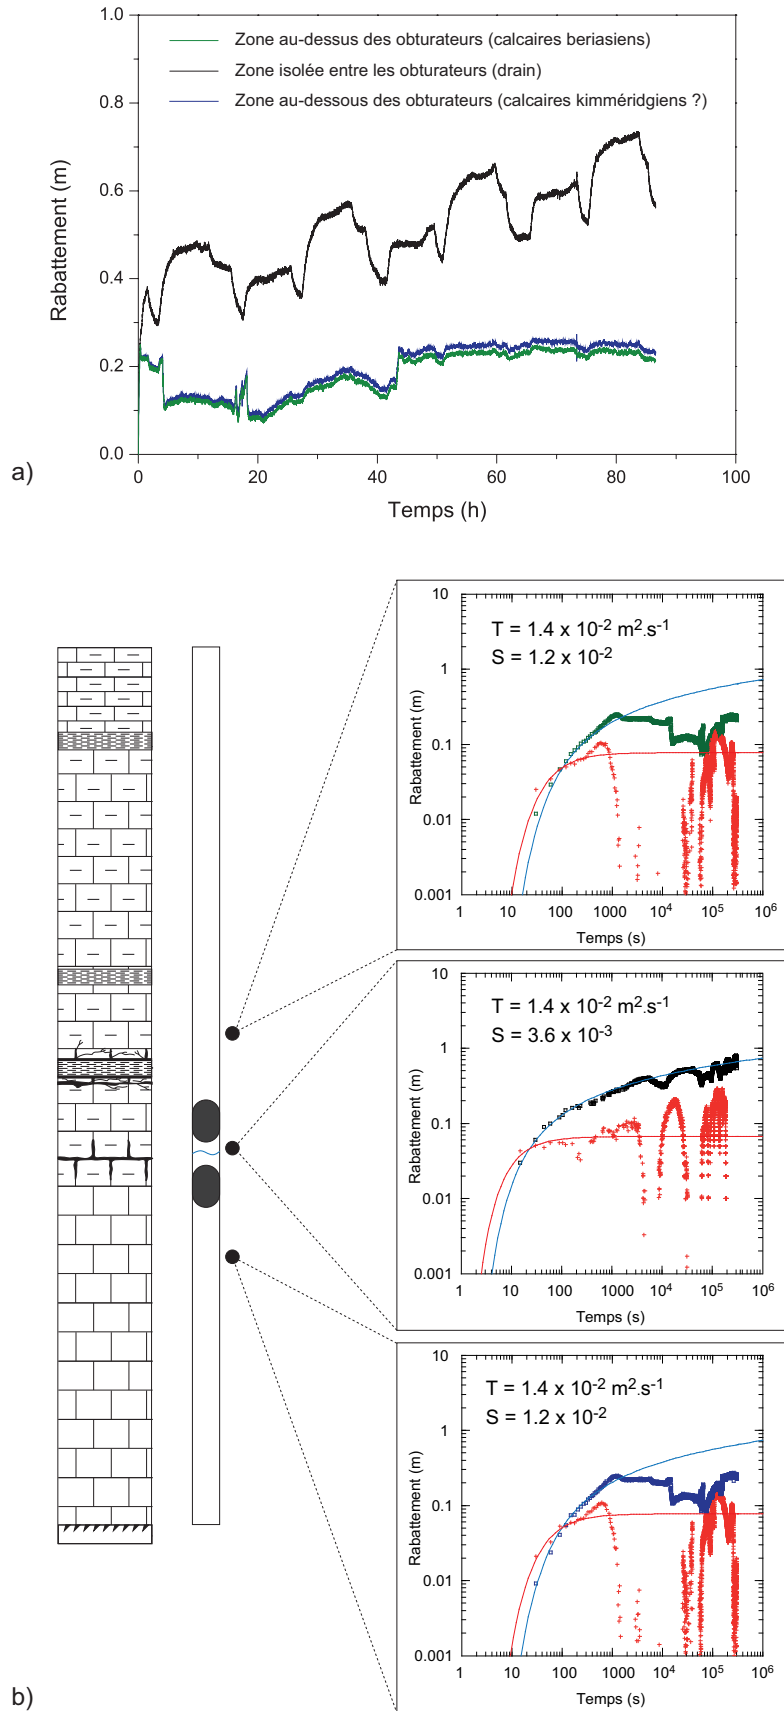 1.0
Zone au-dessus des obturateurs (calcaires beriasiens)
Zone isolée entre les obturateurs (drain)
Zone au-dessous des obturateurs (calcaires kimméridgiens ?)
0.8
0.6
0.4
0.2
0.0
Rabattement (m)
0 20 40 60 80 100
Temps (h)
a)
10
1
0.1
0.01
0.001
Rabattement (m)
T = 1.4 x 10⁻² m².s⁻¹
S = 1.2 x 10⁻²
1 10 100 1000 10⁴ 10⁵ 10⁶
Temps (s)
10
1
0.1
0.01
0.001
Rabattement (m)
T = 1.4 x 10⁻² m².s⁻¹
S = 3.6 x 10⁻³
1 10 100 1000 10⁴ 10⁵ 10⁶
Temps (s)
10
1
0.1
0.01
0.001
Rabattement (m)
T = 1.4 x 10⁻² m².s⁻¹
S = 1.2 x 10⁻²
1 10 100 1000 10⁴ 10⁵ 10⁶
Temps (s)
b)